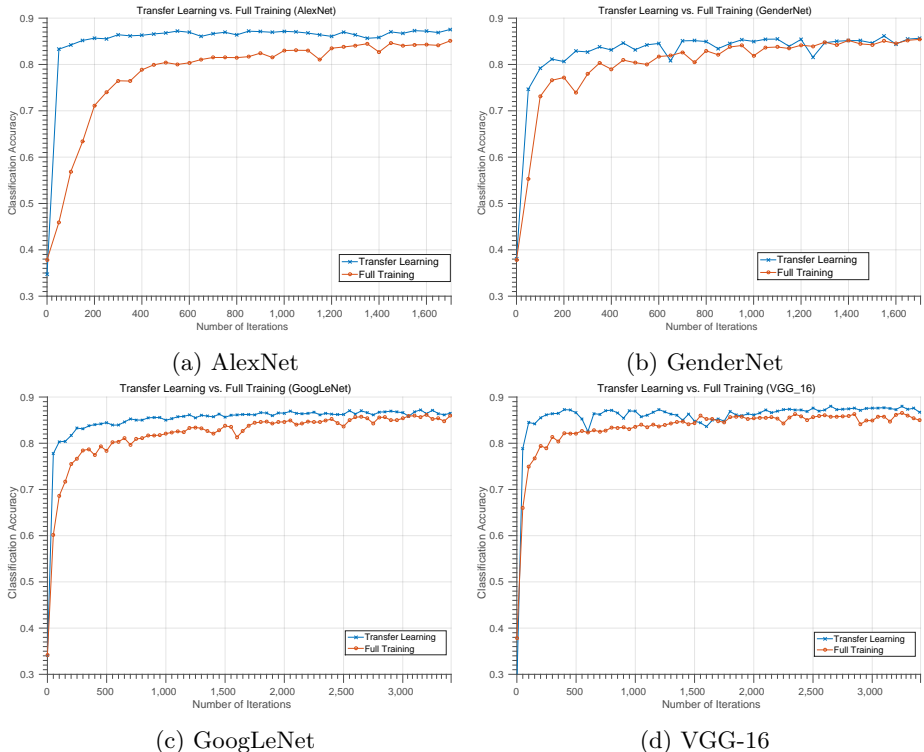 Transfer Learning vs. Full Training (AlexNet)
0.9
0.8
0.7
0.6
0.5
0.4
0.3
Classification Accuracy
0 200 400 600 800 1,000 1,200 1,400 1,600
Number of Iterations
Transfer Learning
Full Training
(a) AlexNet
Transfer Learning vs. Full Training (GenderNet)
0.9
0.8
0.7
0.6
0.5
0.4
0.3
Classification Accuracy
0 200 400 600 800 1,000 1,200 1,400 1,600
Number of Iterations
Transfer Learning
Full Training
(b) GenderNet
Transfer Learning vs. Full Training (GoogLeNet)
0.9
0.8
0.7
0.6
0.5
0.4
0.3
Classification Accuracy
0 500 1,000 1,500 2,000 2,500 3,000
Number of Iterations
Transfer Learning
Full Training
(c) GoogLeNet
Transfer Learning vs. Full Training (VGG_16)
0.9
0.8
0.7
0.6
0.5
0.4
0.3
Classification Accuracy
0 500 1,000 1,500 2,000 2,500 3,000
Number of Iterations
Transfer Learning
Full Training
(d) VGG-16